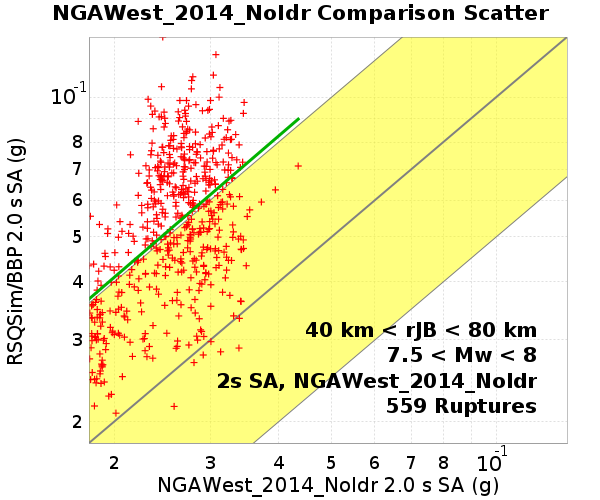 NGAWest_2014_NoIdr Comparison Scatter
RSQSim/BBP 2.0 s SA (g)
10-1
8
7
6
5
4
3
2
40 km < rJB < 80 km
7.5 < Mw < 8
2s SA, NGAWest_2014_NoIdr
559 Ruptures
2 3 4 5 6 7 8 10-1
NGAWest_2014_NoIdr 2.0 s SA (g)